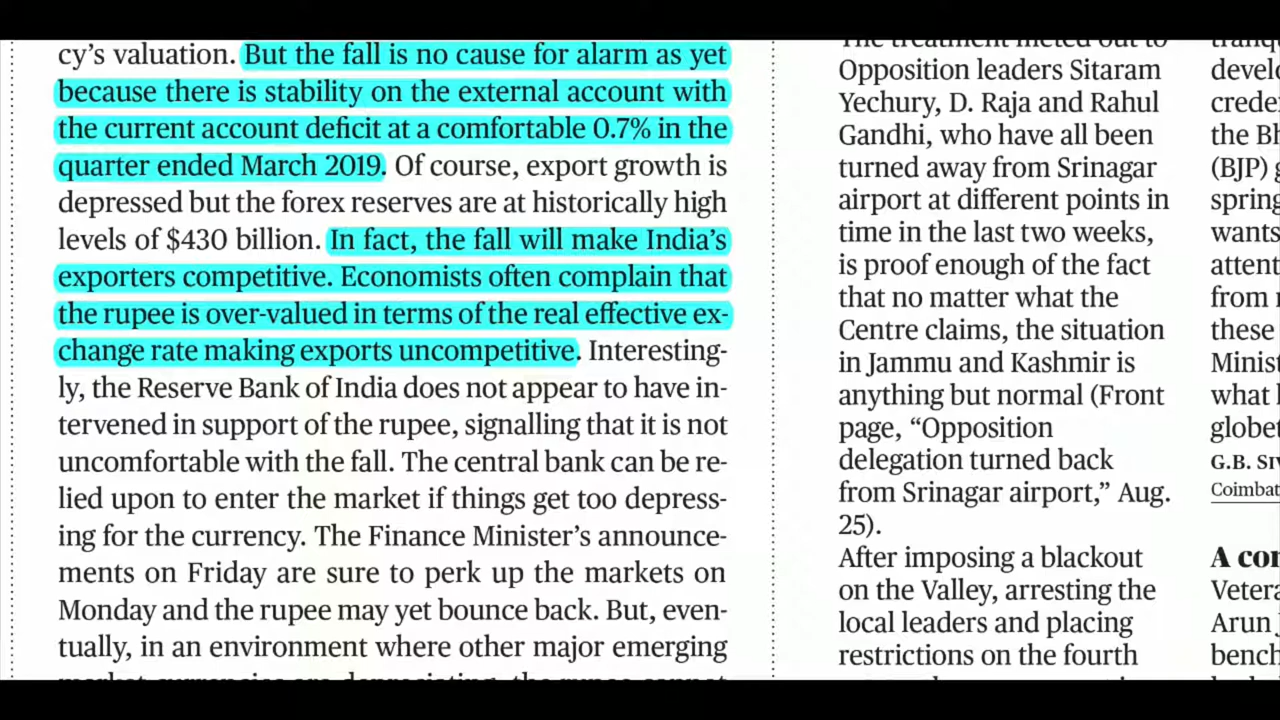 cy’s valuation. But the fall is no cause for alarm as yet
because there is stability on the external account with
the current account deficit at a comfortable 0.7% in the
quarter ended March 2019. Of course, export growth is
depressed but the forex reserves are at historically high
levels of $430 billion. In fact, the fall will make India’s
exporters competitive. Economists often complain that
the rupee is over-valued in terms of the real effective ex-
change rate making exports uncompetitive. Interesting-
ly, the Reserve Bank of India does not appear to have in-
tervened in support of the rupee, signalling that it is not
uncomfortable with the fall. The central bank can be re-
lied upon to enter the market if things get too depress-
ing for the currency. The Finance Minister’s announce-
ments on Friday are sure to perk up the markets on
Monday and the rupee may yet bounce back. But, even-
tually, in an environment where other major emerging
The treatment meted out to
Opposition leaders Sitaram
Yechury, D. Raja and Rahul
Gandhi, who have all been
turned away from Srinagar
airport at different points in
time in the last two weeks,
is proof enough of the fact
that no matter what the
Centre claims, the situation
in Jammu and Kashmir is
anything but normal (Front
page, “Opposition
delegation turned back
from Srinagar airport,” Aug.
25).
After imposing a blackout
on the Valley, arresting the
local leaders and placing
restrictions on the fourth
the
(BJP)
spring
wants
from
these
what
G.B.
A